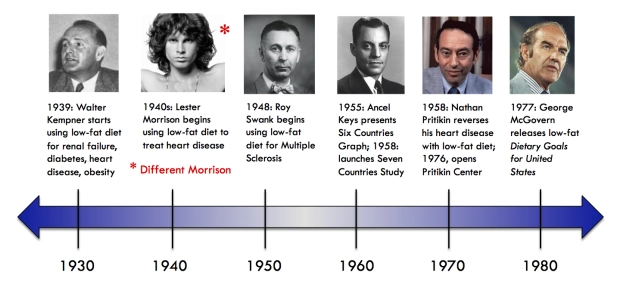 *
1939: Walter
Kempner starts
using low-fat diet
for renal failure,
diabetes, heart
disease, obesity
1940s: Lester
Morrison begins
using low-fat diet to
treat heart disease
* Different Morrison
1948: Roy
Swank begins
using low-fat
diet for Multiple
Sclerosis
1955: Ancel
Keys presents
Six Countries
Graph; 1958:
launches Seven
Countries Study
1958: Nathan
Pritikin reverses
his heart disease
with low-fat diet;
1976, opens
Pritikin Center
1977: George
McGovern
releases low-fat
Dietary Goals
for United
States
1930 1940 1950 1960 1970 1980